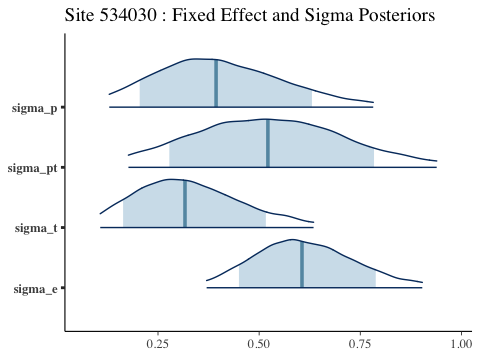 Site 534030 : Fixed Effect and Sigma Posteriors
sigma_p
sigma_pt
sigma_t
sigma_e
0.25 0.50 0.75 1.00